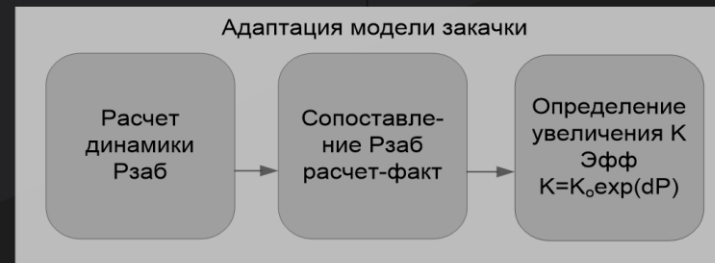 Адаптация модели закачки
Расчет
динамики
Рзаб
Сопоставле-
ние Рзаб
расчет-факт
Определение
увеличения К
Эфф
K=Kₒexp(dP)